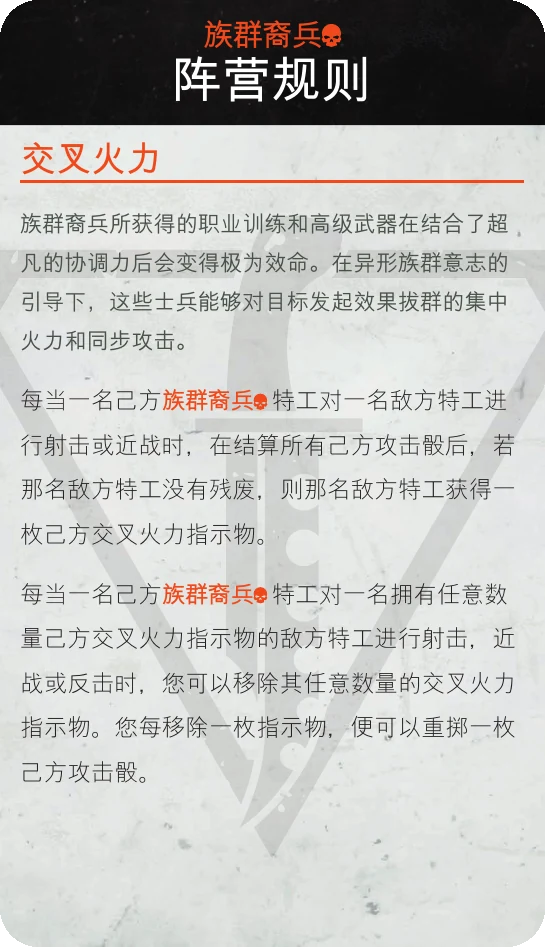 族群裔兵
阵营规则
交叉火力
族群裔兵所获得的职业训练和高级武器在结合了超
凡的协调力后会变得极为效命。在异形族群意志的
引导下，这些士兵能够对目标发起效果拔群的集中
火力和同步攻击。
每当一名己方族群裔兵特工对一名敌方特工进
行射击或近战时，在结算所有己方攻击骰后，若
那名敌方特工没有残废，则那名敌方特工获得一
枚己方交叉火力指示物。
每当一名己方族群裔兵特工对一名拥有任意数
量己方交叉火力指示物的敌方特工进行射击，近
战或反击时，您可以移除其任意数量的交叉火力
指示物。您每移除一枚指示物，便可以重掷一枚
己方攻击骰。